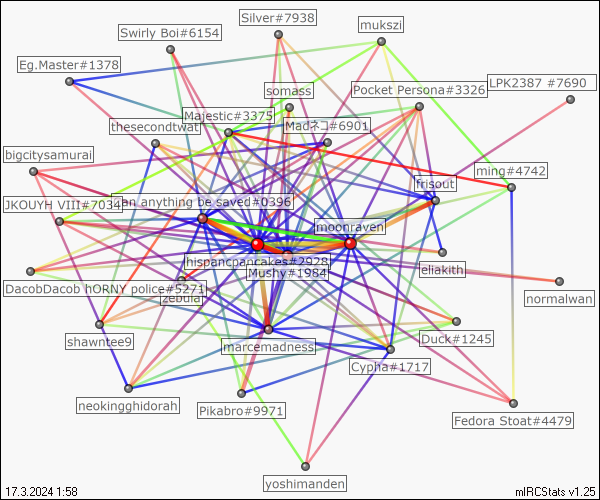 Silver#7938
mukszi
Swirly Boi#6154
Eg.Master#1378
LPK2387 #7690
somass
Pocket Persona#3326
Majestic#3375
thesecondtwat
Madネコ#6901
bigcitysamurai
ming#4742
frisout
an anything be saved#0396
JKOUYH VIII#7034
moonraven
hispancpancakes#2928
eliakith
Mushy#1984
DacobDacob hORNY police#5271
zebula
normalwan
shawntee9
marcemadness
Duck#1245
Cypha#1717
neokingghidorah
Pikabro#9971
Fedora Stoat#4479
yoshimanden
17.3.2024 1:58
mIRCStats v1.25